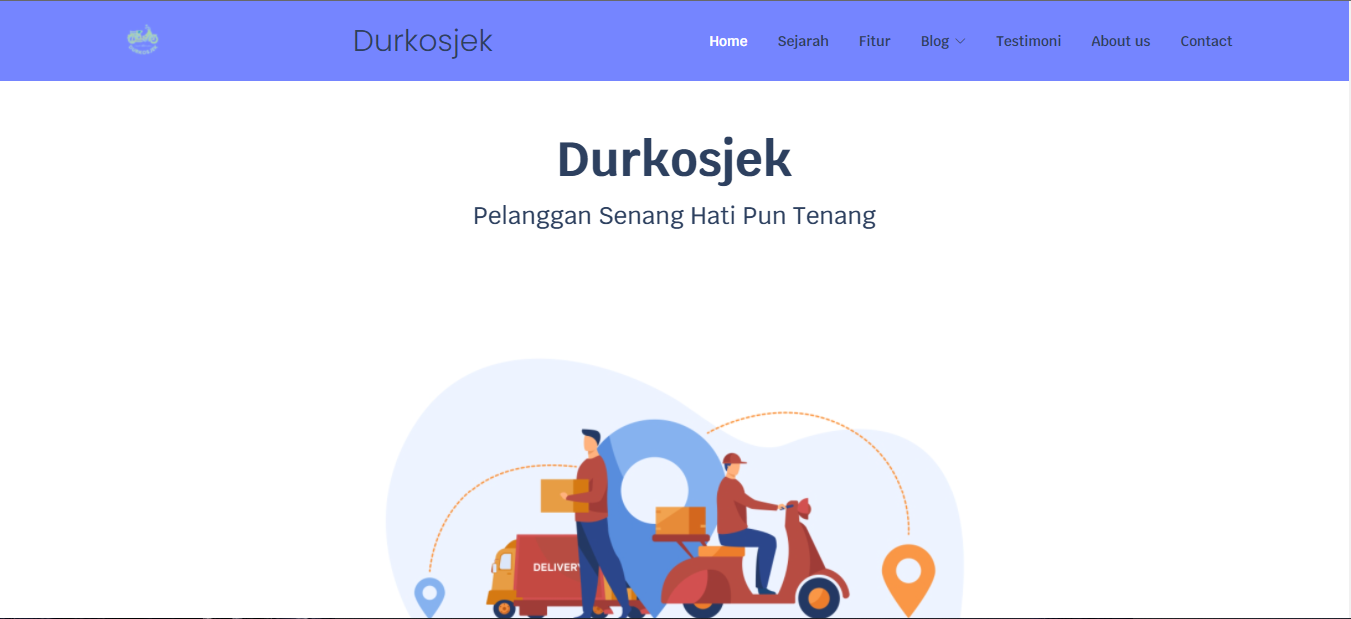 Durkosjek
Home Sejarah Fitur Blog Testimoni About us Contact
Durkosjek
Pelanggan Senang Hati Pun Tenang
DELIVERY